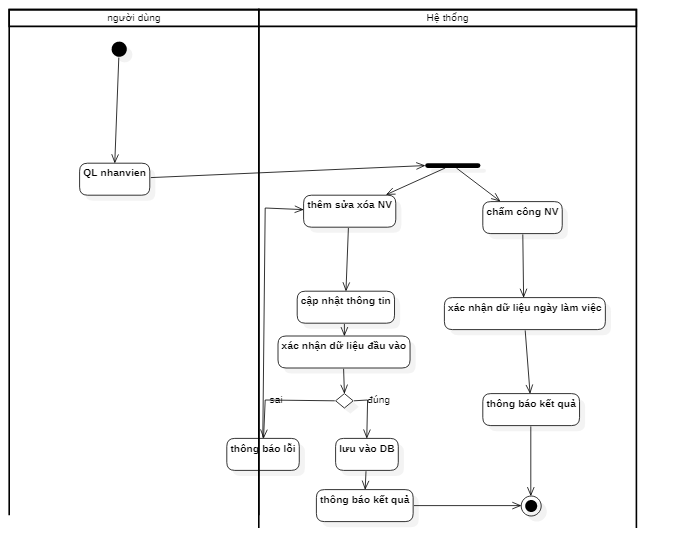 người dùng
Hệ thống
QL nhanvien
thêm sửa xóa NV
chấm công NV
cập nhật thông tin
xác nhận dữ liệu ngày làm việc
xác nhận dữ liệu đầu vào
sai
đúng
thông báo kết quả
thông báo lỗi
lưu vào DB
thông báo kết quả